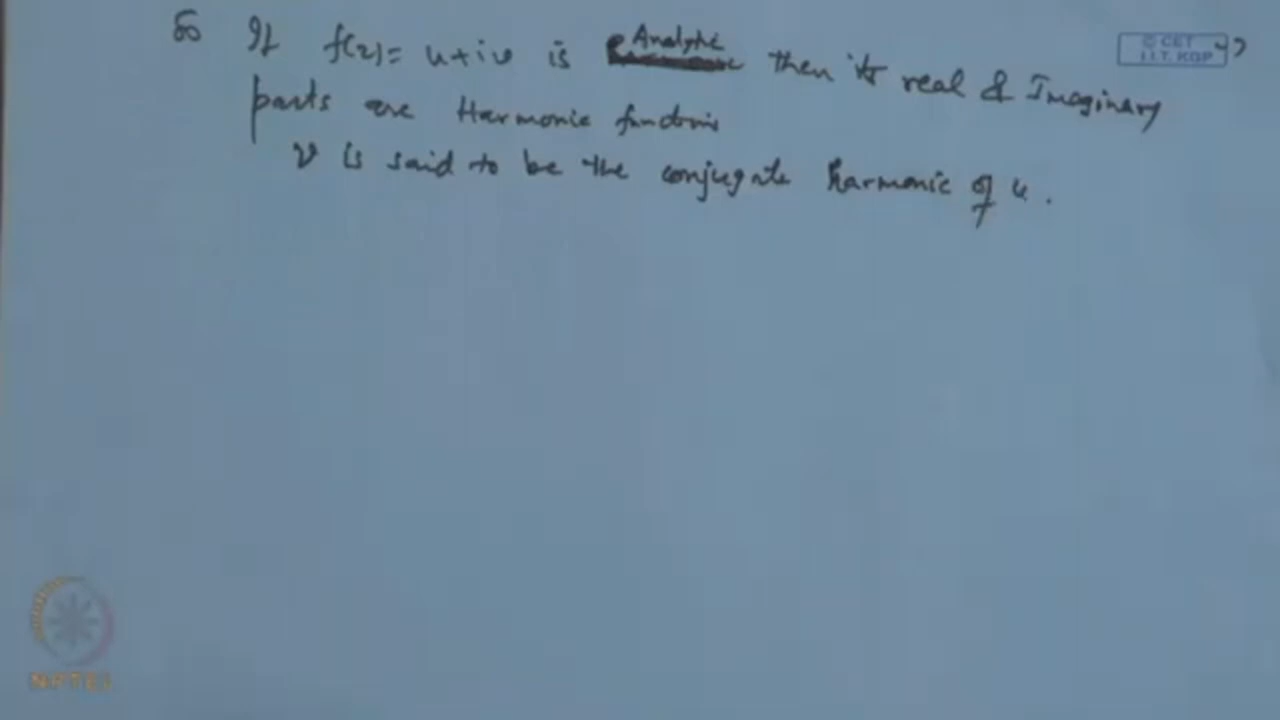 So If f(z) = u+iv is Analytic then its real & Imaginary
parts are Harmonic functions
v is said to be the conjugate harmonic of u.
© CET
I.I.T. KGP
NPTEL